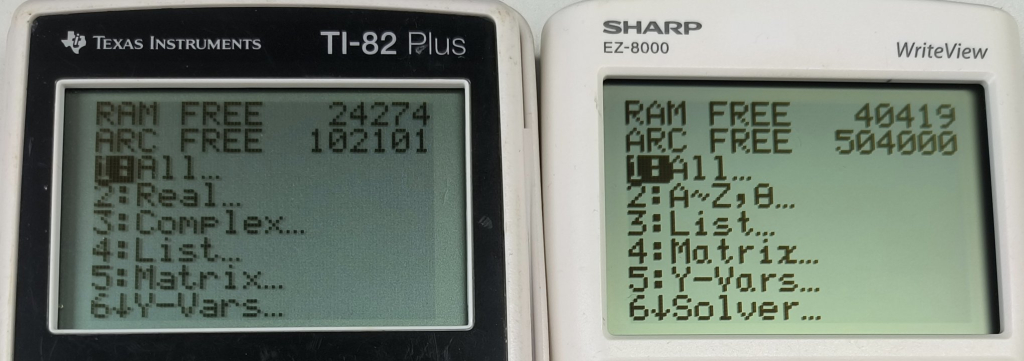 TEXAS INSTRUMENTS TI-82 Plus
RAM FREE 24274
ARC FREE 102101
1:All…
2:Real…
3:Complex…
4:List…
5:Matrix…
6↓Y-Vars…
SHARP
EZ-8000
WriteView
RAM FREE 40419
ARC FREE 504000
1:All…
2:A~Z,θ…
3:List…
4:Matrix…
5:Y-Vars…
6↓Solver…